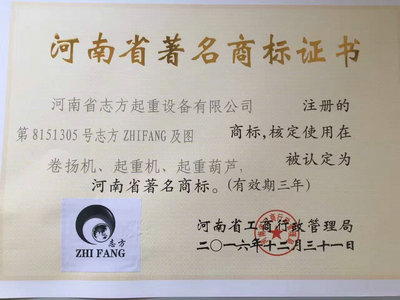 河南省著名商标证书
河南省志方起重设备有限公司 注册的
第8151305号志方ZHIFANG及图 商标,核定使用在
卷扬机、起重机、起重葫芦, 被认定为
河南省著名商标。(有效期三年)
志方
ZHI FANG
河南省工商行政管理局
二〇一六年十二月三十一日